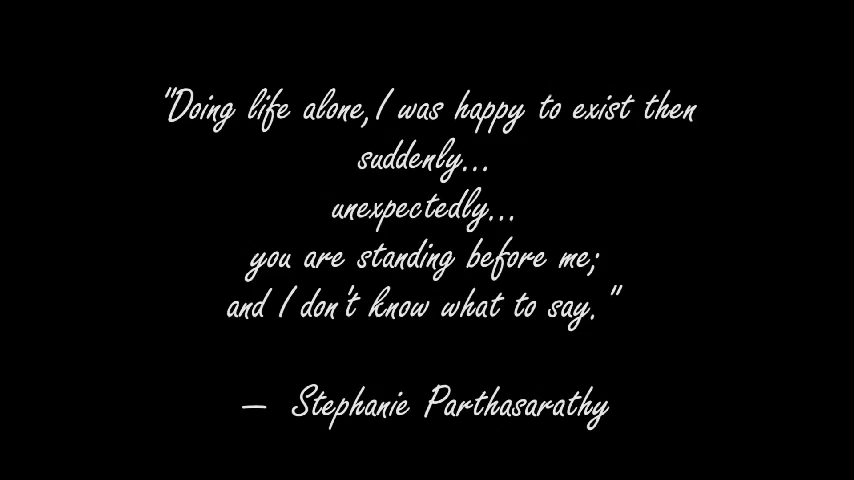 "Doing life alone,I was happy to exist then
suddenly...
unexpectedly...
you are standing before me;
and I don't know what to say."
— Stephanie Parthasarathy